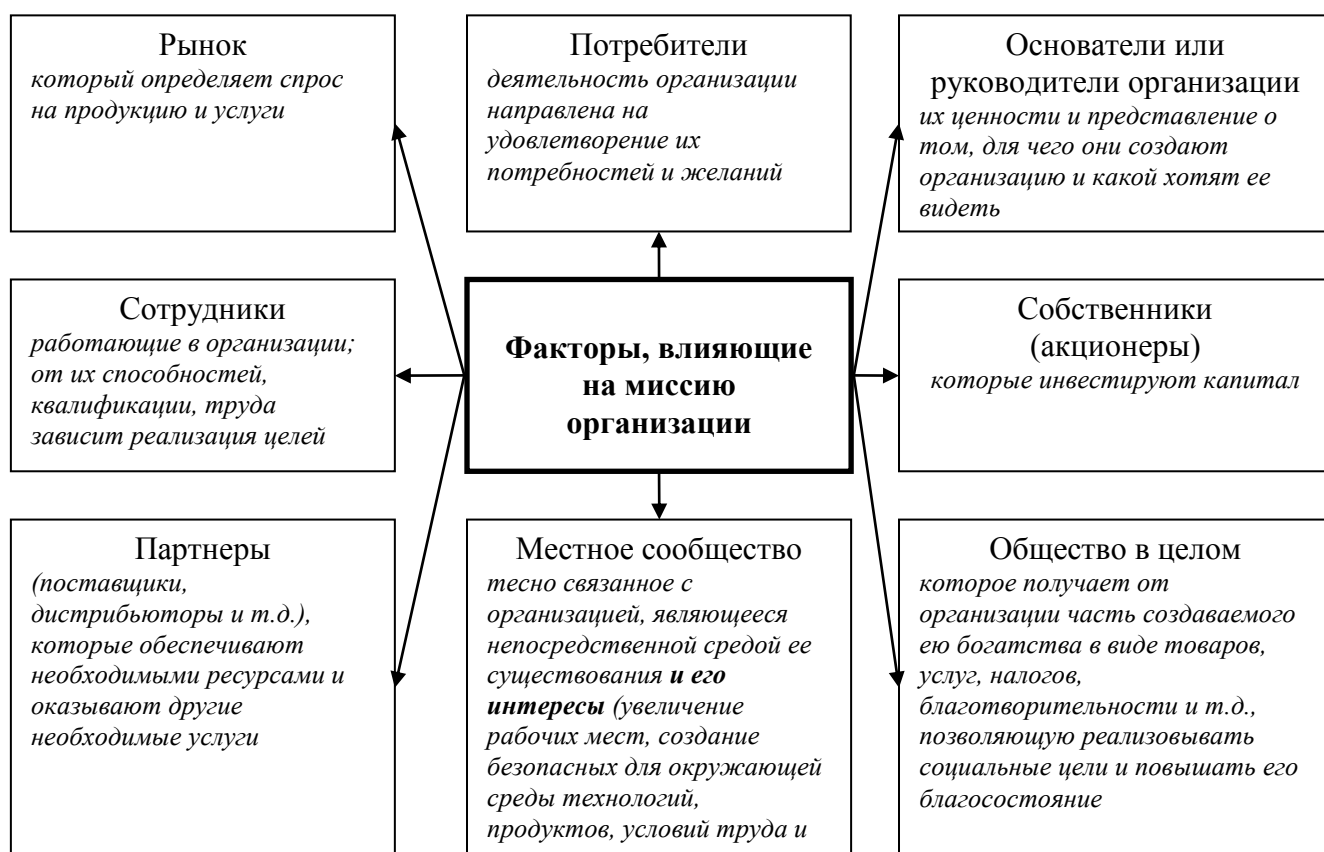 Рынок
который определяет спрос
на продукцию и услуги
Потребители
деятельность организации
направлена на
удовлетворение их
потребностей и желаний
Основатели или
руководители организации
их ценности и представление о
том, для чего они создают
организацию и какой хотят ее
видеть
Сотрудники
работающие в организации;
от их способностей,
квалификации, труда
зависит реализация целей
Факторы, влияющие
на миссию
организации
Собственники
(акционеры)
которые инвестируют капитал
Партнеры
(поставщики,
дистрибьюторы и т.д.),
которые обеспечивают
необходимыми ресурсами и
оказывают другие
необходимые услуги
Местное сообщество
тесно связанное с
организацией, являющееся
непосредственной средой ее
существования и его
интересы (увеличение
рабочих мест, создание
безопасных для окружающей
среды технологий,
продуктов, условий труда и
Общество в целом
которое получает от
организации часть создаваемого
ею богатства в виде товаров,
услуг, налогов,
благотворительности и т.д.,
позволяющую реализовывать
социальные цели и повышать его
благосостояние